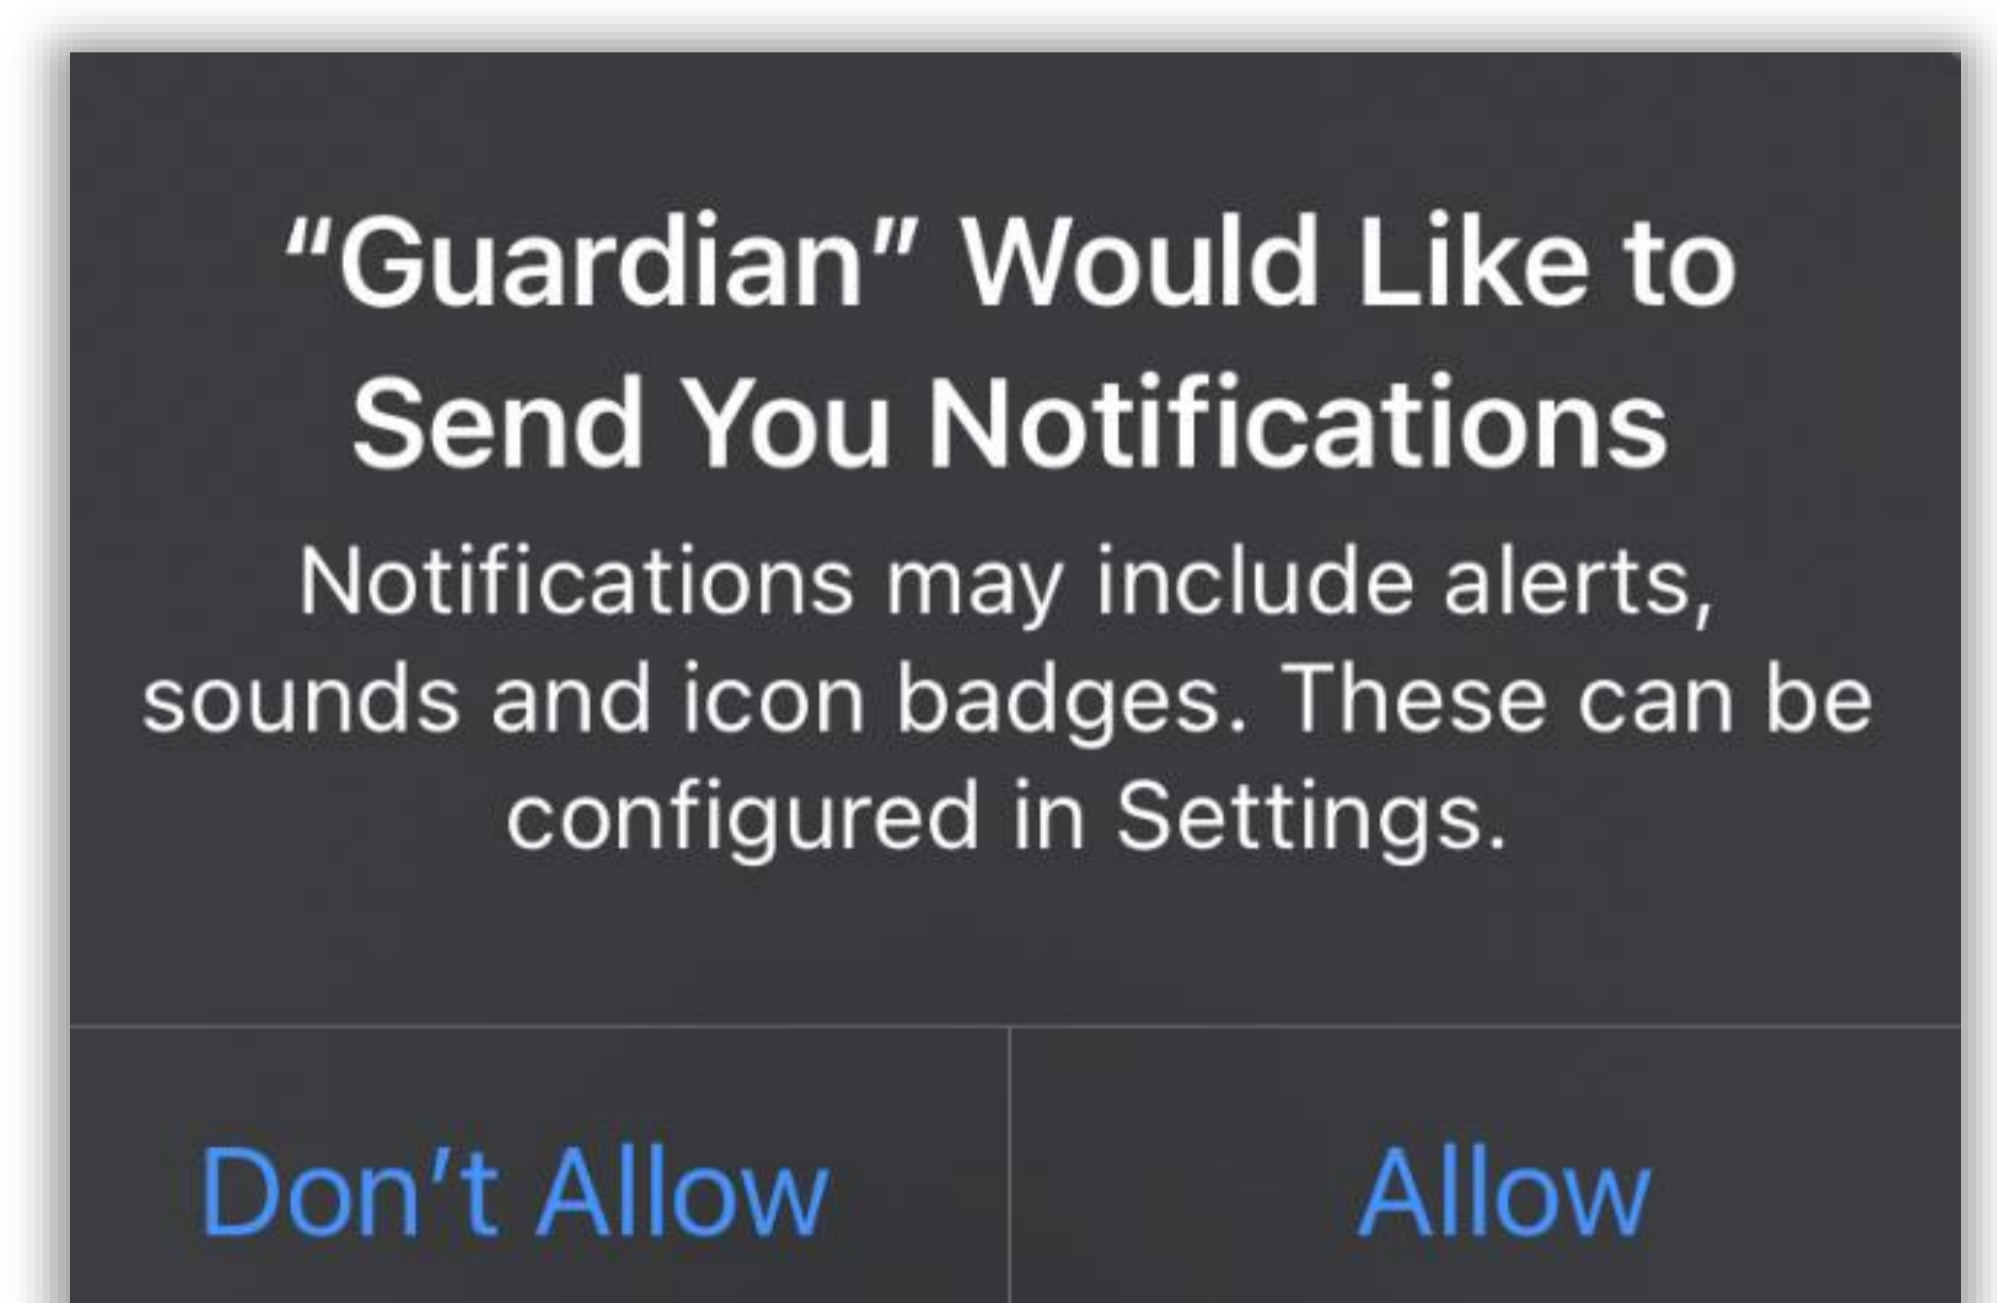 “Guardian” Would Like to
Send You Notifications
Notifications may include alerts,
sounds and icon badges. These can be
configured in Settings.
Don’t Allow
Allow